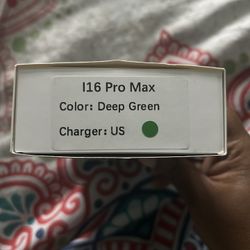 I16 Pro Max
Color: Deep Green
Charger: US